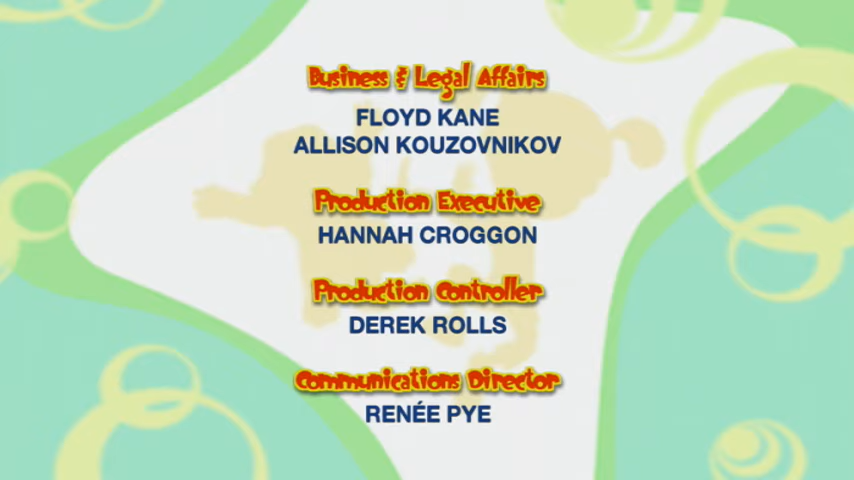 Business & Legal Affairs
FLOYD KANE
ALLISON KOUZOVNIKOV
Production Executive
HANNAH CROGGON
Production Controller
DEREK ROLLS
Communications Director
RENÉE PYE